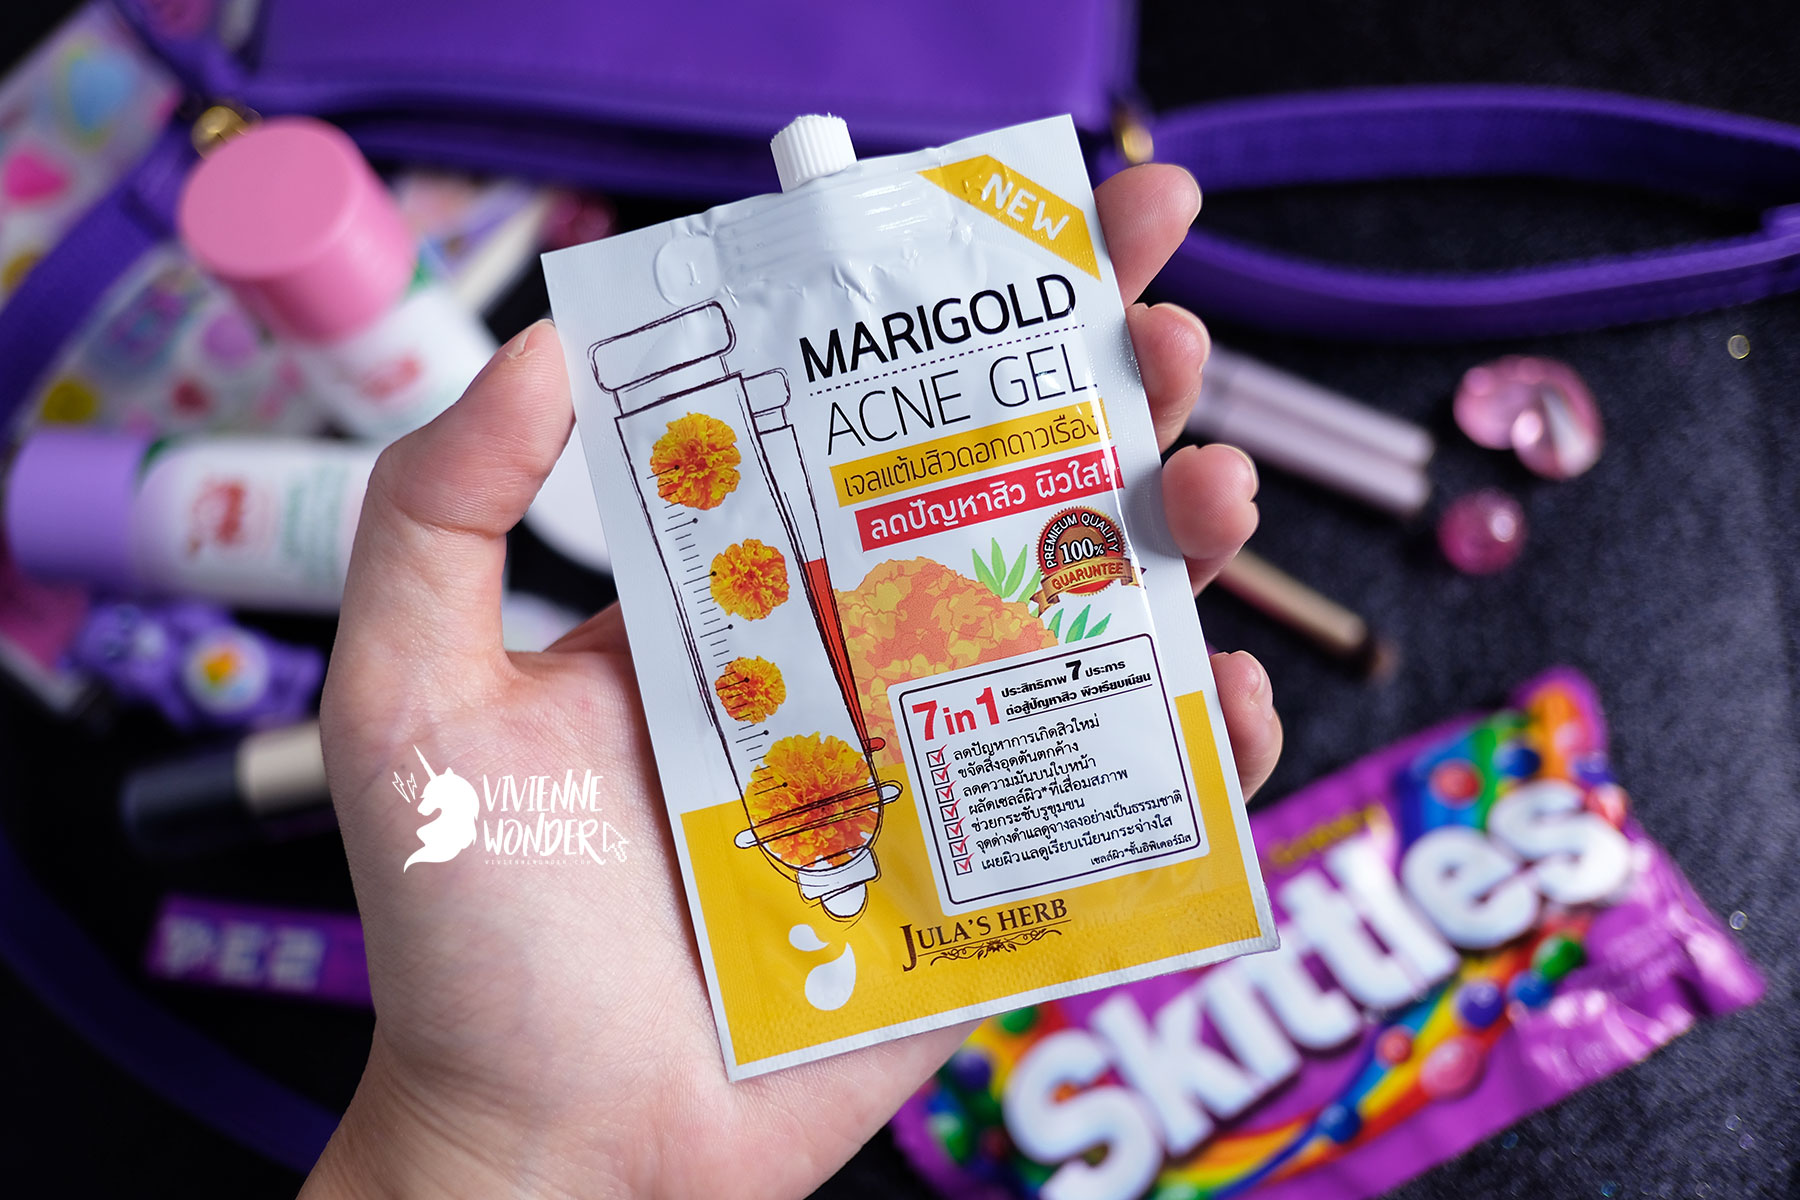 NEW
MARIGOLD
ACNE GEL
เจลแต้มสิวดอกดาวเรือง
ลดปัญหาสิว ผิวใส!
PREMIEUM QUALITY
100%
QUARUNTEE
7 in 1 ประสิทธิภาพ 7 ประการ
ต่อสู้ปัญหาสิว ผิวเรียบเนียน
ลดปัญหาการเกิดสิวใหม่
ขจัดสิ่งอุดตันตกค้าง
ลดความมันบนใบหน้า
ผลัดเซลล์ผิว*ที่เสื่อมสภาพ
ช่วยกระชับรูขุมขน
จุดด่างดำแลดูจางลงอย่างเป็นธรรมชาติ
เผยผิวแลดูเรียบเนียนกระจ่างใส
เซลล์ผิว*ชั้นอีพิเดอร์มิส
JULA'S HERB
VIVIENNE
WONDER
VIVIENNEWONDER.COM
PEZ
Skittles